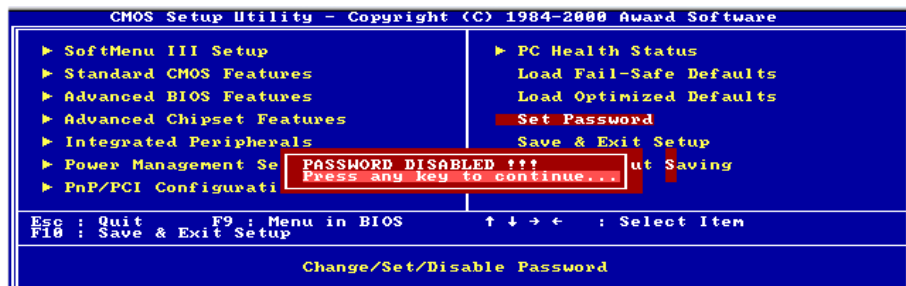 CMOS Setup Utility - Copyright (C) 1984-2000 Award Software
► SoftMenu III Setup
► Standard CMOS Features
► Advanced BIOS Features
► Advanced Chipset Features
► Integrated Peripherals
► Power Management Se
► PnP/PCI Configurati
► PC Health Status
Load Fail-Safe Defaults
Load Optimized Defaults
Set Password
Save & Exit Setup
ut Saving
PASSWORD DISABLED !!!
Press any key to continue...
Esc : Quit F9 : Menu in BIOS ↑ ↓ → ← : Select Item
F10 : Save & Exit Setup
Change/Set/Disable Password